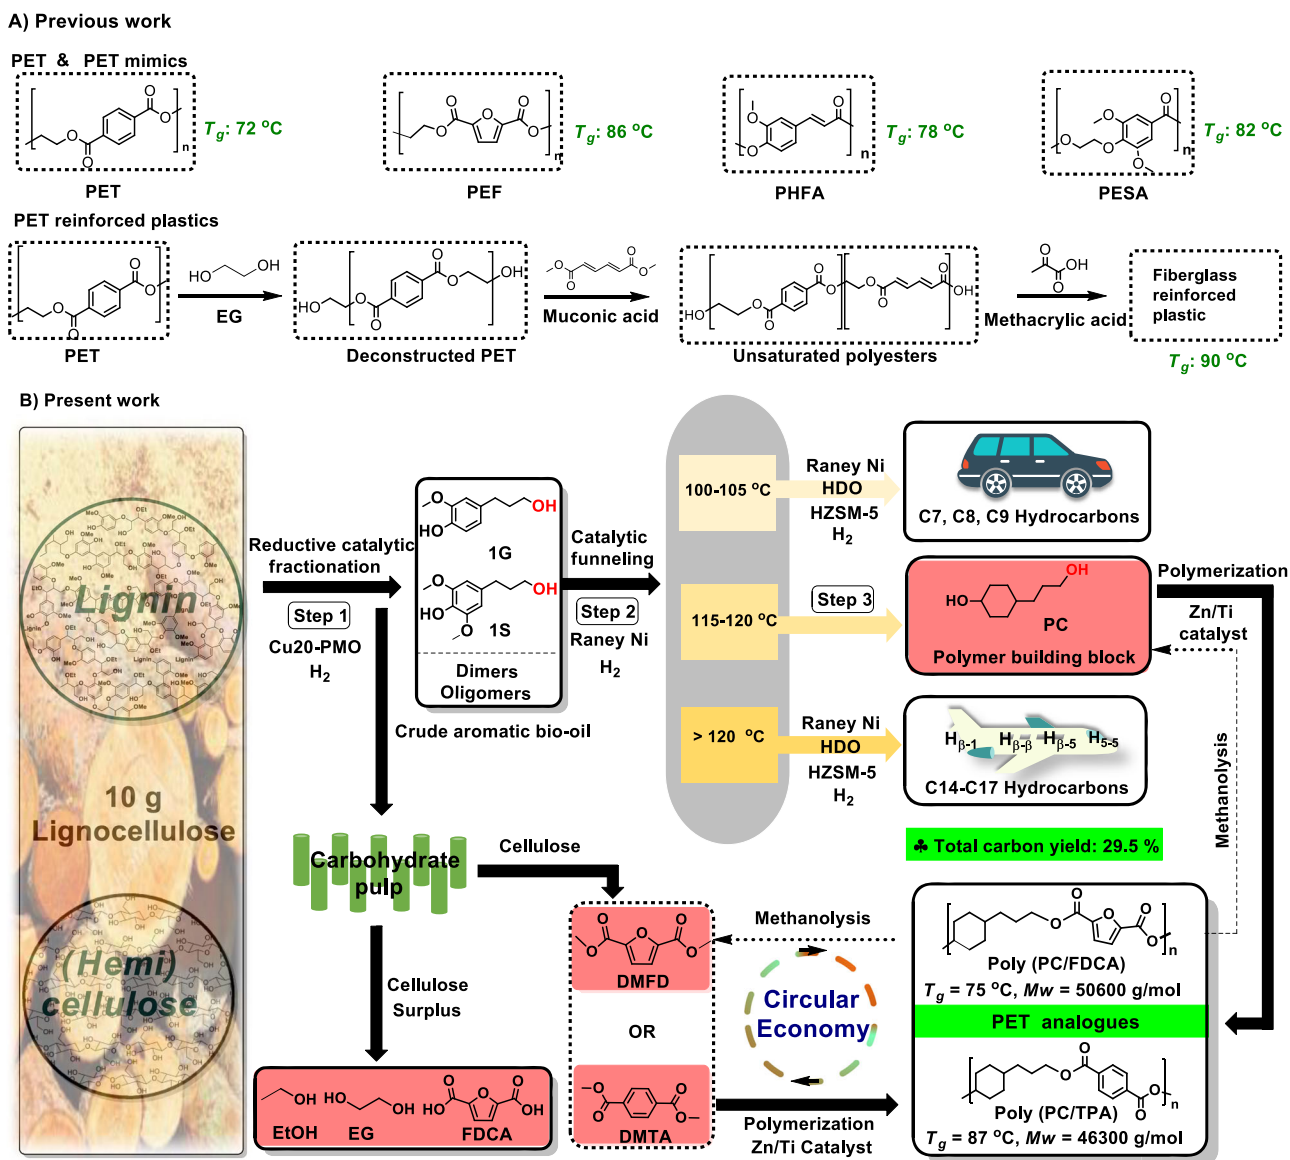 A) Previous work
PET & PET mimics
Tg: 72 °C
Tg: 86 °C
Tg: 78 °C
Tg: 82 °C
PET
PEF
PHFA
PESA
PET reinforced plastics
EG
Muconic acid
Methacrylic acid
Fiberglass
reinforced
plastic
PET
Deconstructed PET
Unsaturated polyesters
Tg: 90 °C
B) Present work
Lignin
10 g
Lignocellulose
(Hemi)
cellulose
Reductive catalytic
fractionation
Step 1
Cu20-PMO
H2
1G
1S
Dimers
Oligomers
Crude aromatic bio-oil
Catalytic
funneling
Step 2
Raney Ni
H2
100-105 °C
115-120 °C
> 120 °C
Raney Ni
HDO
HZSM-5
H2
C7, C8, C9 Hydrocarbons
Step 3
HO
OH
PC
Polymer building block
Polymerization
Zn/Ti
catalyst
Raney Ni
HDO
HZSM-5
H2
Hβ-1 Hβ-β Hβ-5 H5-5
C14-C17 Hydrocarbons
Methanolysis
♣ Total carbon yield: 29.5 %
Carbohydrate
pulp
Cellulose
Cellulose
Surplus
EtOH
EG
FDCA
DMFD
OR
DMTA
Methanolysis
Circular
Economy
Polymerization
Zn/Ti Catalyst
Poly (PC/FDCA)
Tg = 75 °C, Mw = 50600 g/mol
PET analogues
Poly (PC/TPA)
Tg = 87 °C, Mw = 46300 g/mol